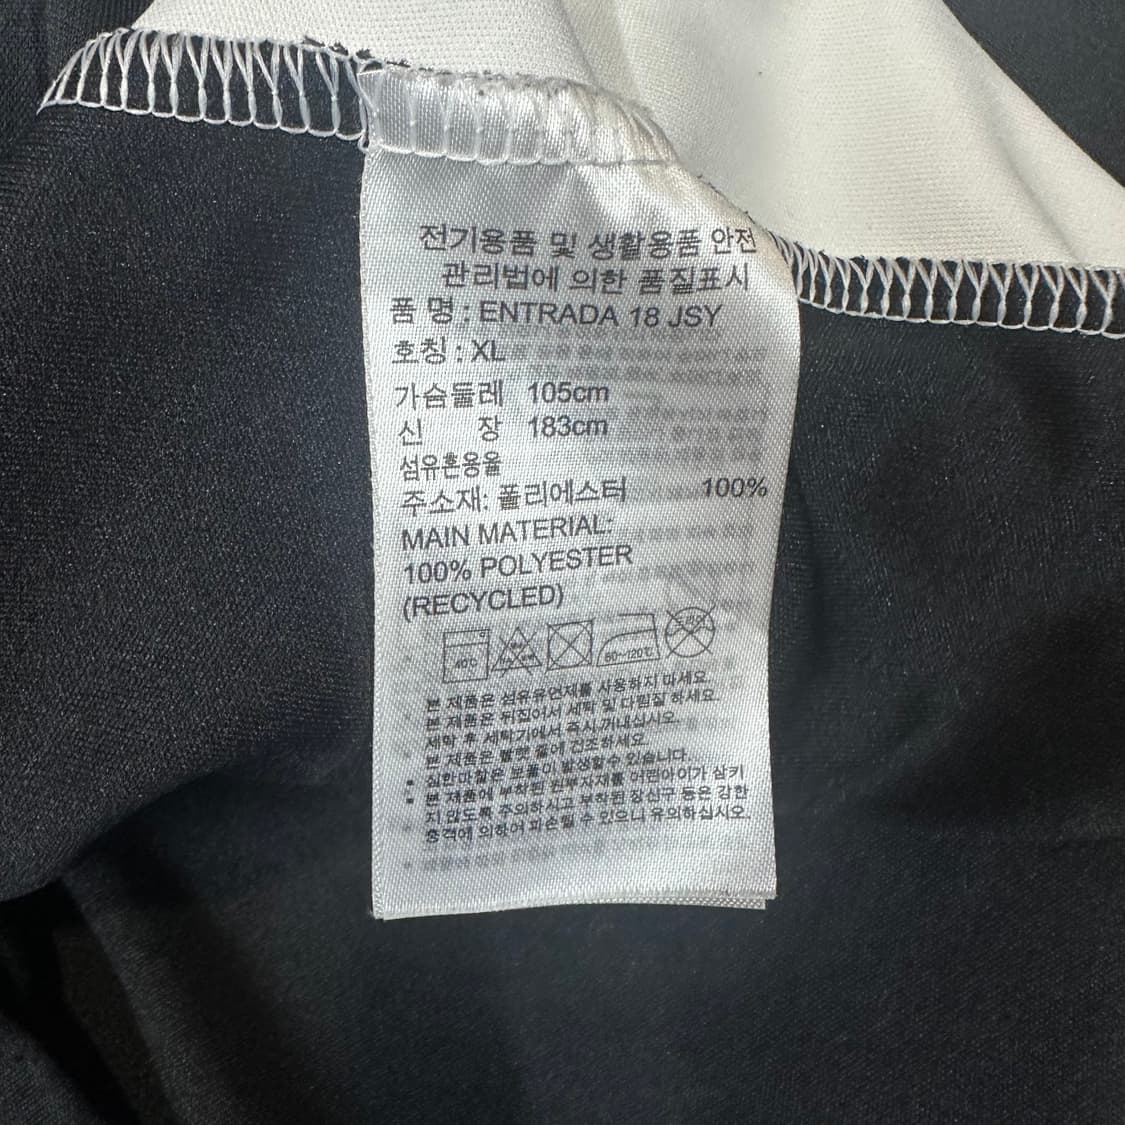 전기용품 및 생활용품 안전
관리법에 의한 품질표시
품 명 : ENTRADA 18 JSY
호칭 : XL
가슴둘레 105cm
신 장 183cm
섬유혼용율
주소재: 폴리에스터 100%
MAIN MATERIAL:
100% POLYESTER
(RECYCLED)
40℃ 80~120℃
본 제품은 섬유유연제를 사용하지 마세요.
본 제품은 뒤집어서 세탁 및 다림질 하세요.
세탁 후 세탁기에서 즉시 꺼내십시오.
본 제품은 줄에 건조하세요.
심한마찰은 보풀이 발생할수 있습니다.
본 제품에 부착된 원부자재를 어린아이가 삼키
지 않도록 주의하시고 부착된 장신구 등은 강한
충격에 의하여 파손될 수 있으니 유의하십시오.